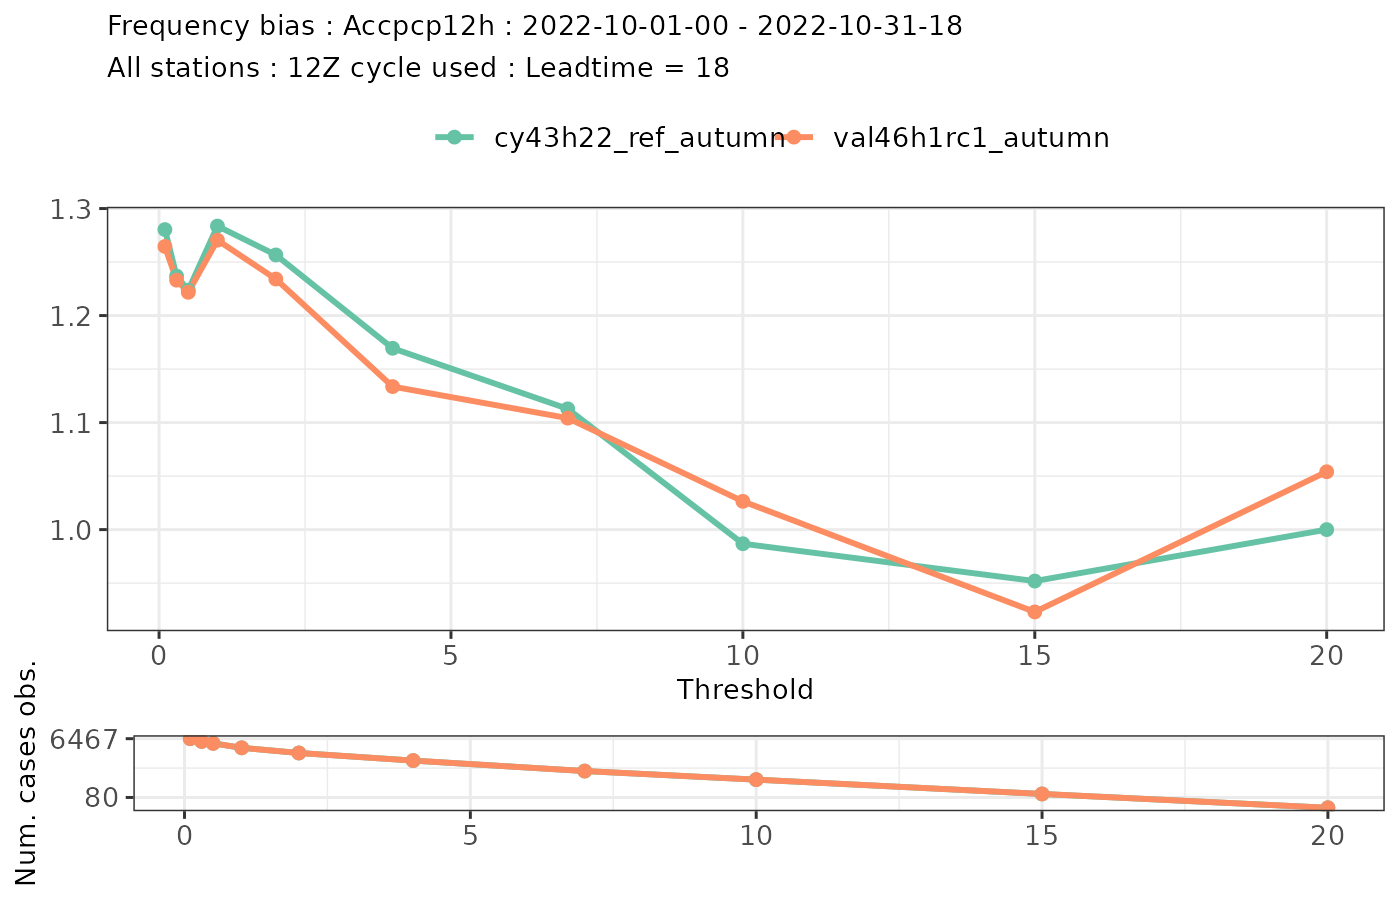 Frequency bias : Accpcp12h : 2022-10-01-00 - 2022-10-31-18
All stations : 12Z cycle used : Leadtime = 18
cy43h22_ref_autumn val46h1rc1_autumn
1.3
1.2
1.1
1.0
0 5 10 15 20
Threshold
Num. cases obs.
6467
80
0 5 10 15 20